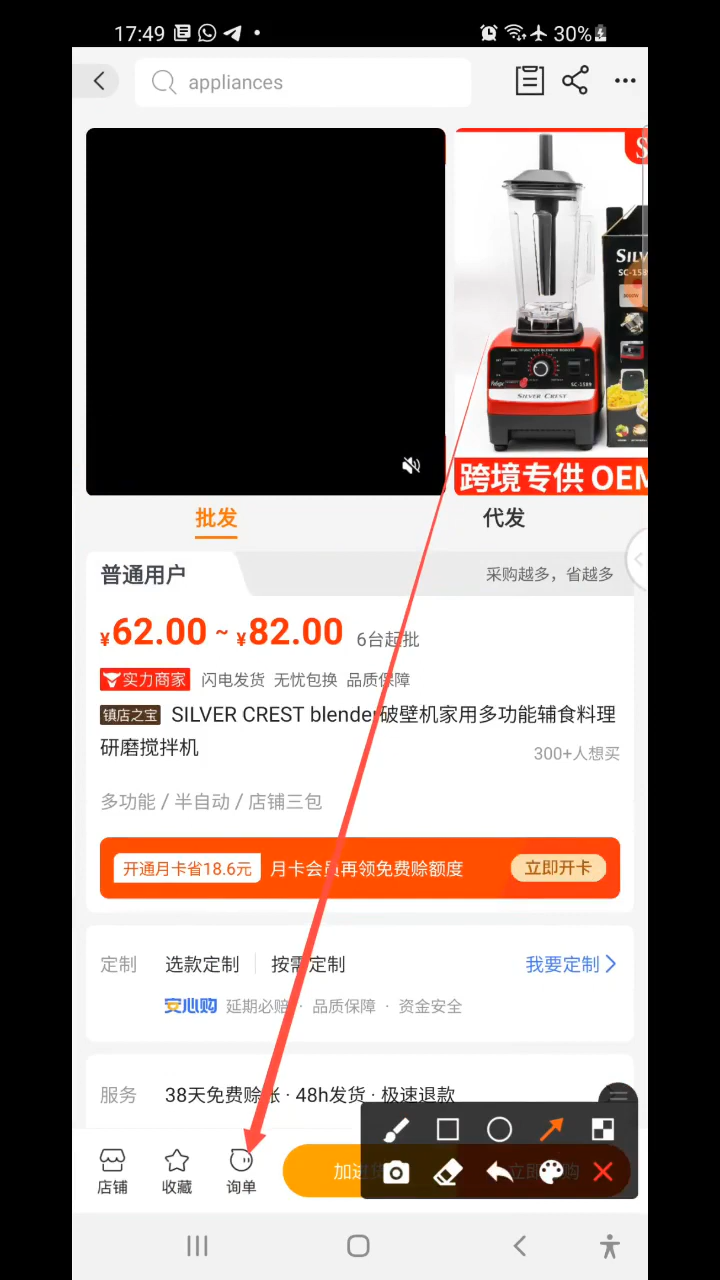 17:49
30%
appliances
SILV
SC-1589
SC-1589
SILVER CREST
跨境专供 OEM
批发
代发
普通用户
采购越多，省越多
¥62.00 ~ ¥82.00 6台起批
实力商家 闪电发货 无忧包换 品质保障
镇店之宝 SILVER CREST blender破壁机家用多功能辅食料理
研磨搅拌机
300+人想买
多功能 / 半自动 / 店铺三包
开通月卡省18.6元 月卡会员再领免费赊额度 立即开卡
定制 选款定制 按需定制 我要定制
安心购 延期必赔 · 品质保障 · 资金安全
服务 38天免费赊账 · 48h发货 · 极速退款
店铺
收藏
询单
加进